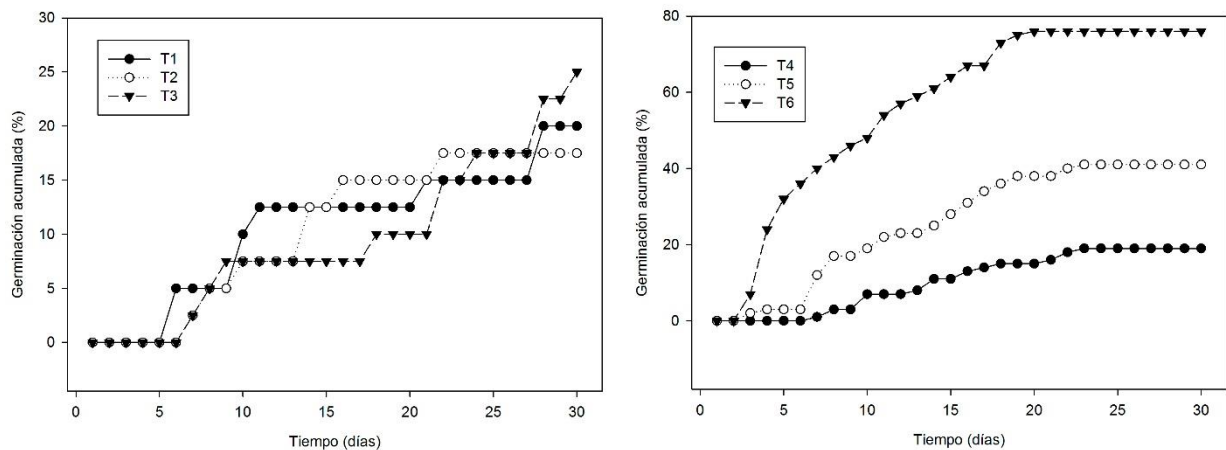 30
25
20
15
10
5
0
Germinación acumulada (%)
T1
T2
T3
0 5 10 15 20 25 30
Tiempo (días)
80
60
40
20
0
Germinación acumulada (%)
T4
T5
T6
0 5 10 15 20 25 30
Tiempo (días)